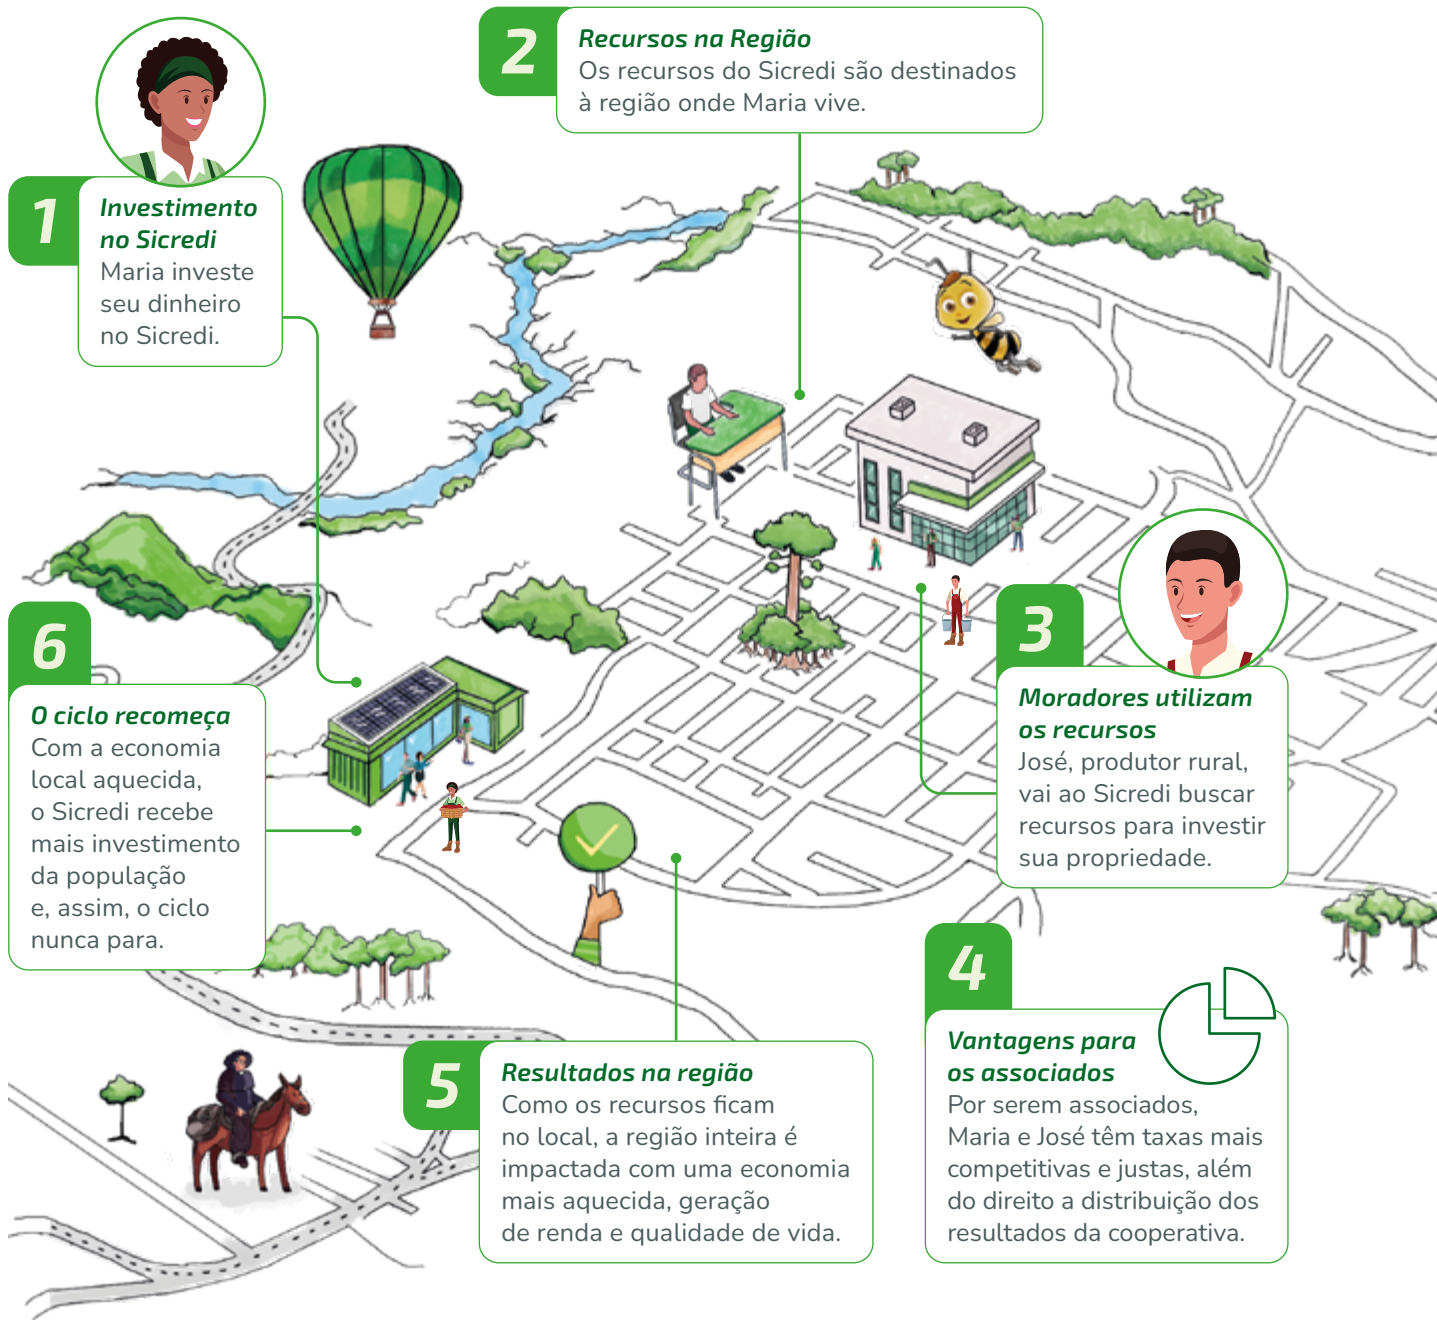 1
Investimento
no Sicredi
Maria investe
seu dinheiro
no Sicredi.
2
Recursos na Região
Os recursos do Sicredi são destinados
à região onde Maria vive.
3
Moradores utilizam
os recursos
José, produtor rural,
vai ao Sicredi buscar
recursos para investir
sua propriedade.
4
Vantagens para
os associados
Por serem associados,
Maria e José têm taxas mais
competitivas e justas, além
do direito a distribuição dos
resultados da cooperativa.
5
Resultados na região
Como os recursos ficam
no local, a região inteira é
impactada com uma economia
mais aquecida, geração
de renda e qualidade de vida.
6
O ciclo recomeça
Com a economia
local aquecida,
o Sicredi recebe
mais investimento
da população
e, assim, o ciclo
nunca para.